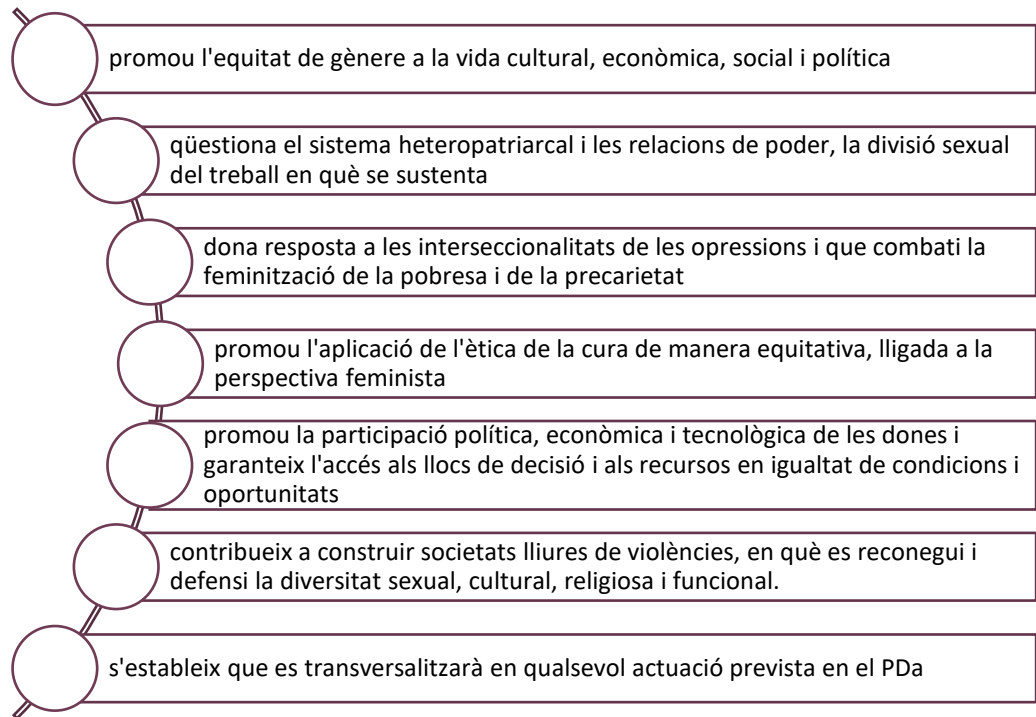 promou l'equitat de gènere a la vida cultural, econòmica, social i política
qüestiona el sistema heteropatriarcal i les relacions de poder, la divisió sexual
del treball en què se sustenta
dona resposta a les interseccionalitats de les opressions i que combati la
feminització de la pobresa i de la precarietat
promou l'aplicació de l'ètica de la cura de manera equitativa, lligada a la
perspectiva feminista
promou la participació política, econòmica i tecnològica de les dones i
garanteix l'accés als llocs de decisió i als recursos en igualtat de condicions i
oportunitats
contribueix a construir societats lliures de violències, en què es reconegui i
defensi la diversitat sexual, cultural, religiosa i funcional.
s'estableix que es transversalitzarà en qualsevol actuació prevista en el PDa